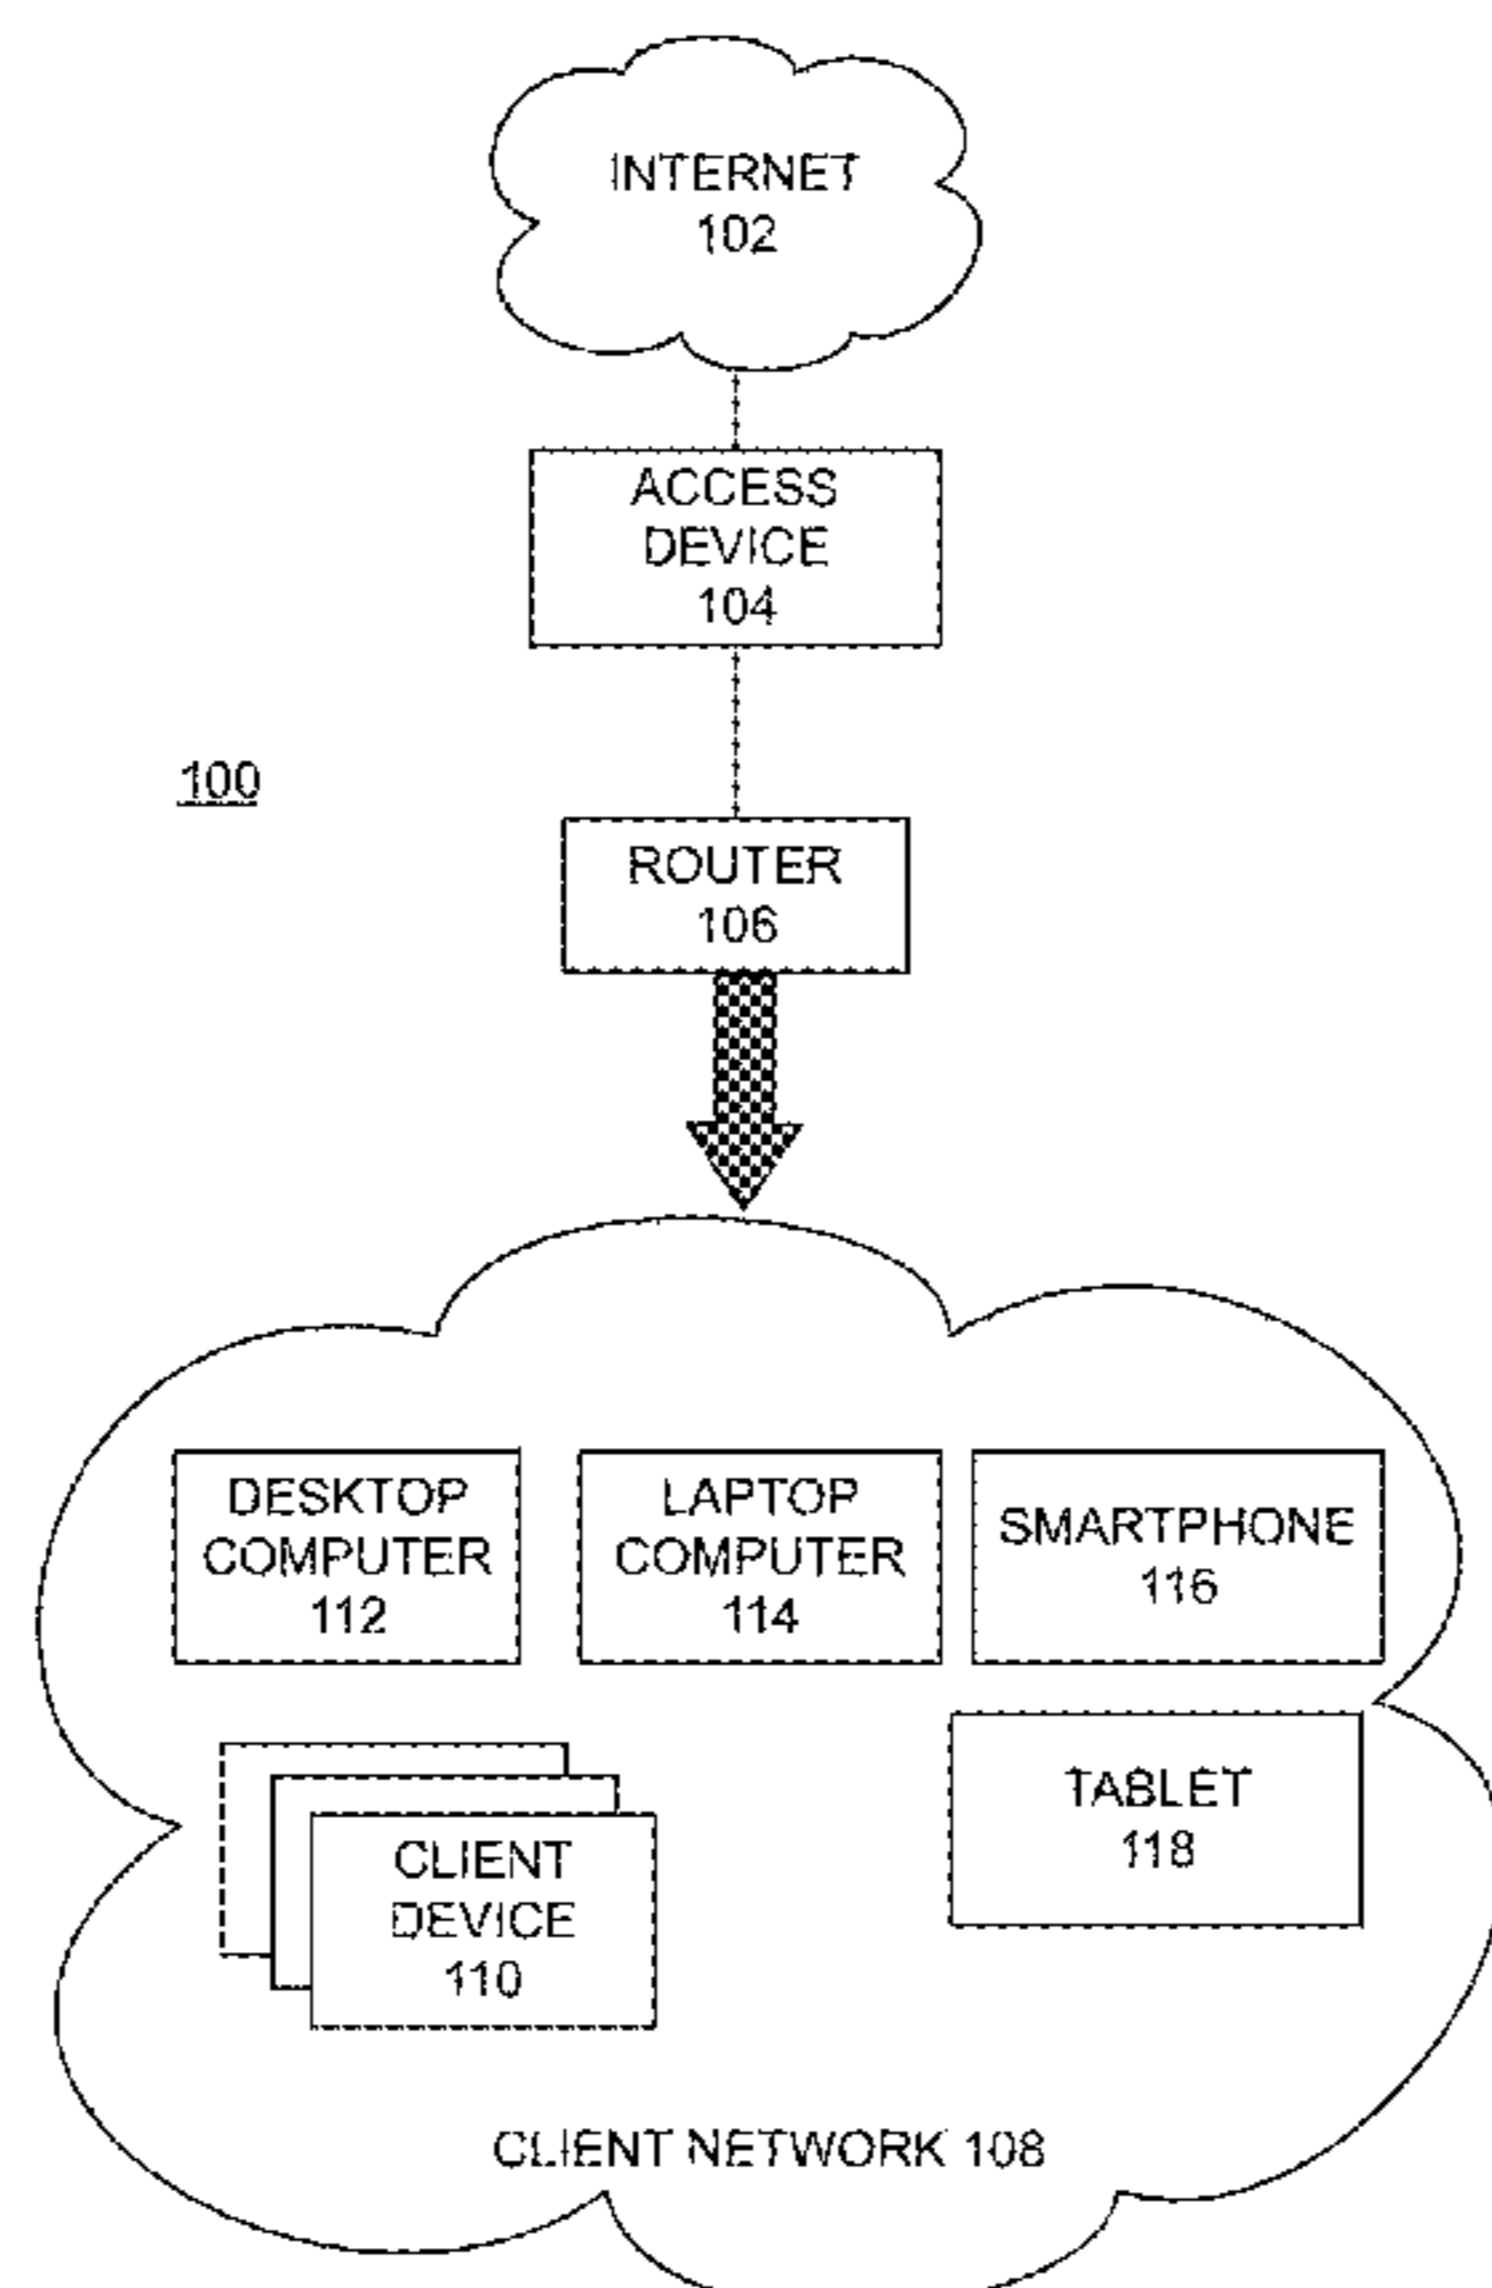 INTERNET
102
ACCESS
DEVICE
104
100
ROUTER
106
DESKTOP
COMPUTER
112
LAPTOP
COMPUTER
114
SMARTPHONE
116
CLIENT
DEVICE
110
TABLET
118
CLIENT NETWORK 108